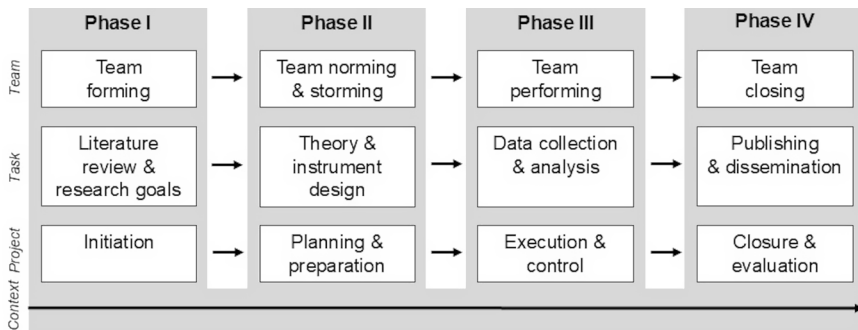 Phase I
Phase II
Phase III
Phase IV
Team
Team
forming
Team norming
& storming
Team
performing
Team
closing
Task
Literature
review &
research goals
Theory &
instrument
design
Data collection
& analysis
Publishing
& dissemination
Project
Initiation
Planning &
preparation
Execution &
control
Closure &
evaluation
Context